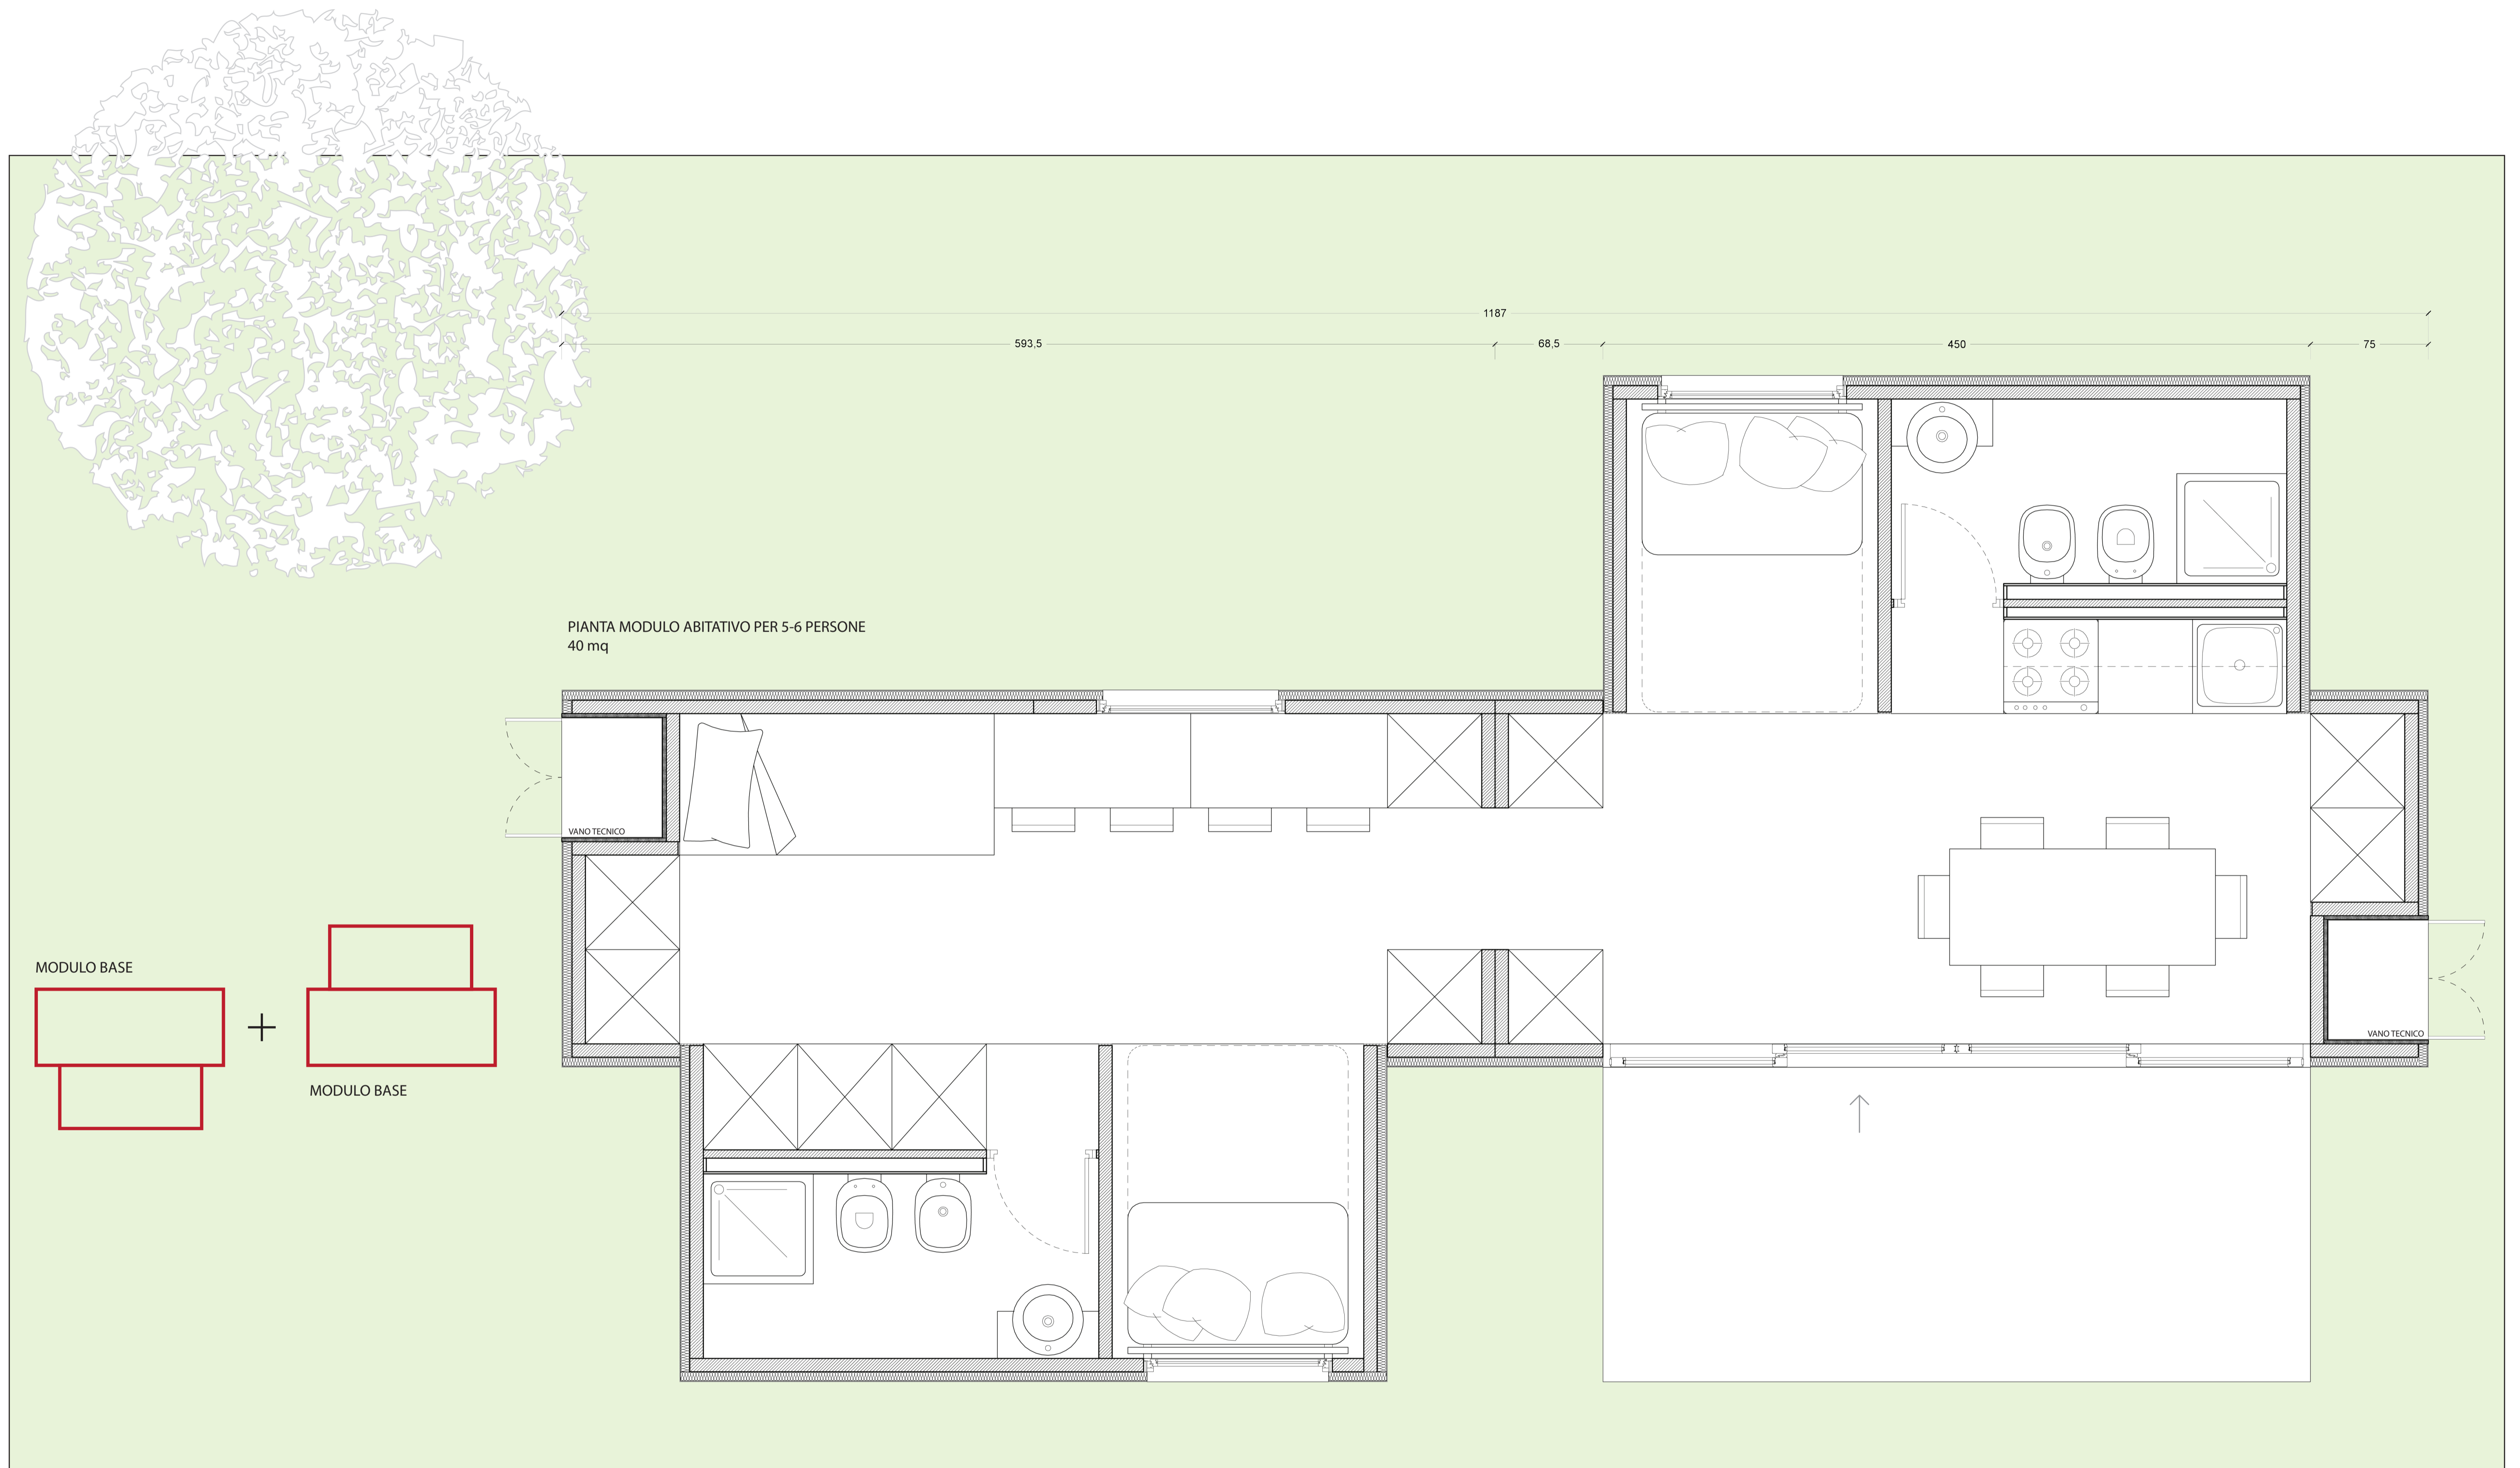 1187
593,5
68,5
450
75
PIANTA MODULO ABITATIVO PER 5-6 PERSONE
40 mq
VANO TECNICO
MODULO BASE
MODULO BASE
VANO TECNICO